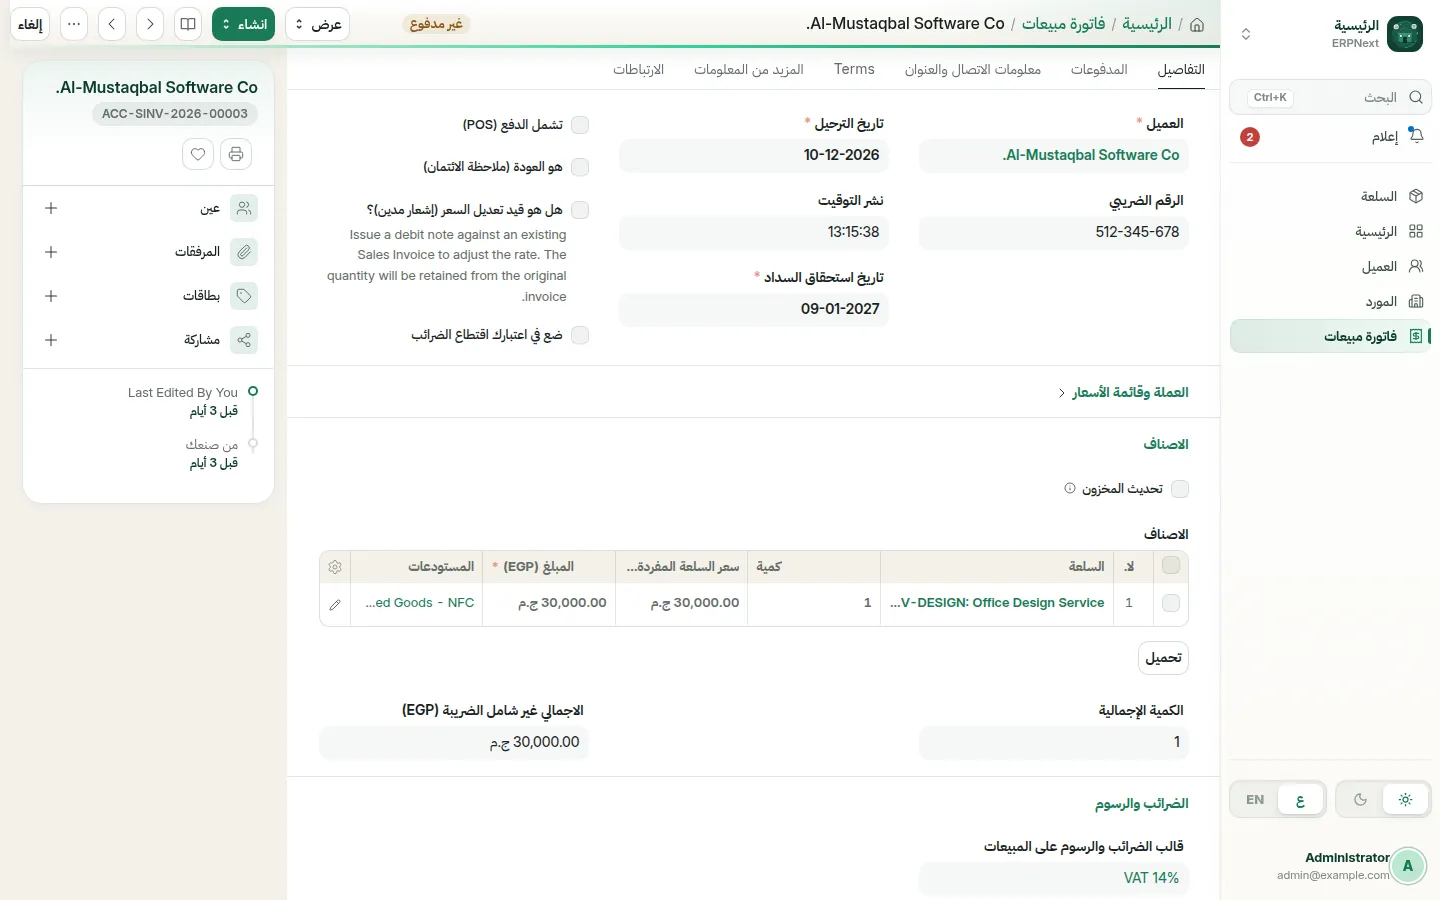 الرئيسية
ERPNext
البحث
Ctrl+K
إعلام
2
السلعة
الرئيسية
العميل
المورد
فاتورة مبيعات
ع
EN
Administrator
admin@example.com
A
الرئيسية / فاتورة مبيعات / Al-Mustaqbal Software Co.
غير مدفوع
عرض
انشاء
إلغاء
التفاصيل
المدفوعات
معلومات الاتصال والعنوان
Terms
المزيد من المعلومات
الارتباطات
العميل *
Al-Mustaqbal Software Co.
الرقم الضريبي
512-345-678
تاريخ الترحيل *
10-12-2026
نشر التوقيت
13:15:38
تاريخ استحقاق السداد *
09-01-2027
تشمل الدفع (POS)
هو العودة (ملاحظة الائتمان)
هل هو قيد تعديل السعر (إشعار مدين)؟
Issue a debit note against an existing
Sales Invoice to adjust the rate. The
quantity will be retained from the original
invoice.
ضع في اعتبارك اقتطاع الضرائب
العملة وقائمة الأسعار
الاصناف
تحديث المخزون
الاصناف
لا. السلعة كمية سعر السلعة المفردة... المبلغ (EGP) * المستودعات
1 V-DESIGN: Office Design Service... 1 30,000.00 ج.م 30,000.00 ج.م ed Goods - NFC...
تحميل
الكمية الإجمالية
1
الاجمالي غير شامل الضريبة (EGP)
30,000.00 ج.م
الضرائب والرسوم
قالب الضرائب والرسوم على المبيعات
VAT 14%
Al-Mustaqbal Software Co.
ACC-SINV-2026-00003
عين
المرفقات
بطاقات
مشاركة
Last Edited By You
قبل 3 أيام
من صنعك
قبل 3 أيام